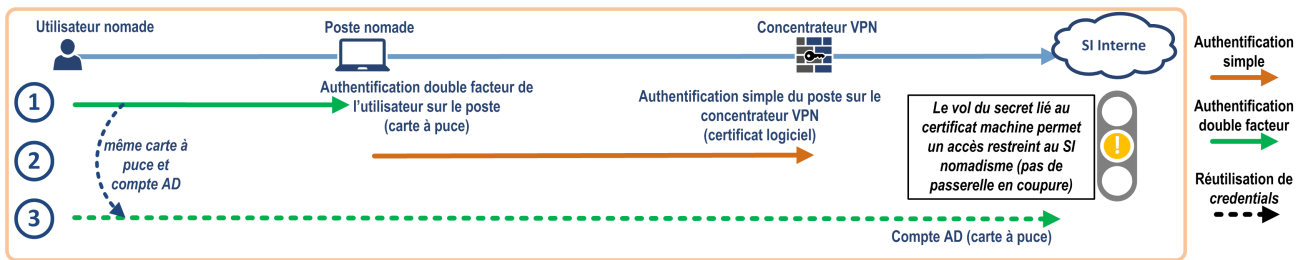 Utilisateur nomade
Poste nomade
Concentrateur VPN
SI Interne
1
Authentification double facteur de
l'utilisateur sur le poste
(carte à puce)
Authentification simple du poste sur le
concentrateur VPN
(certificat logiciel)
même carte à
puce et
compte AD
2
Le vol du secret lié au
certificat machine permet
un accès restreint au SI
nomadisme (pas de
passerelle en coupure)
!
3
Compte AD (carte à puce)
Authentification
simple
Authentification
double facteur
Réutilisation de
credentials